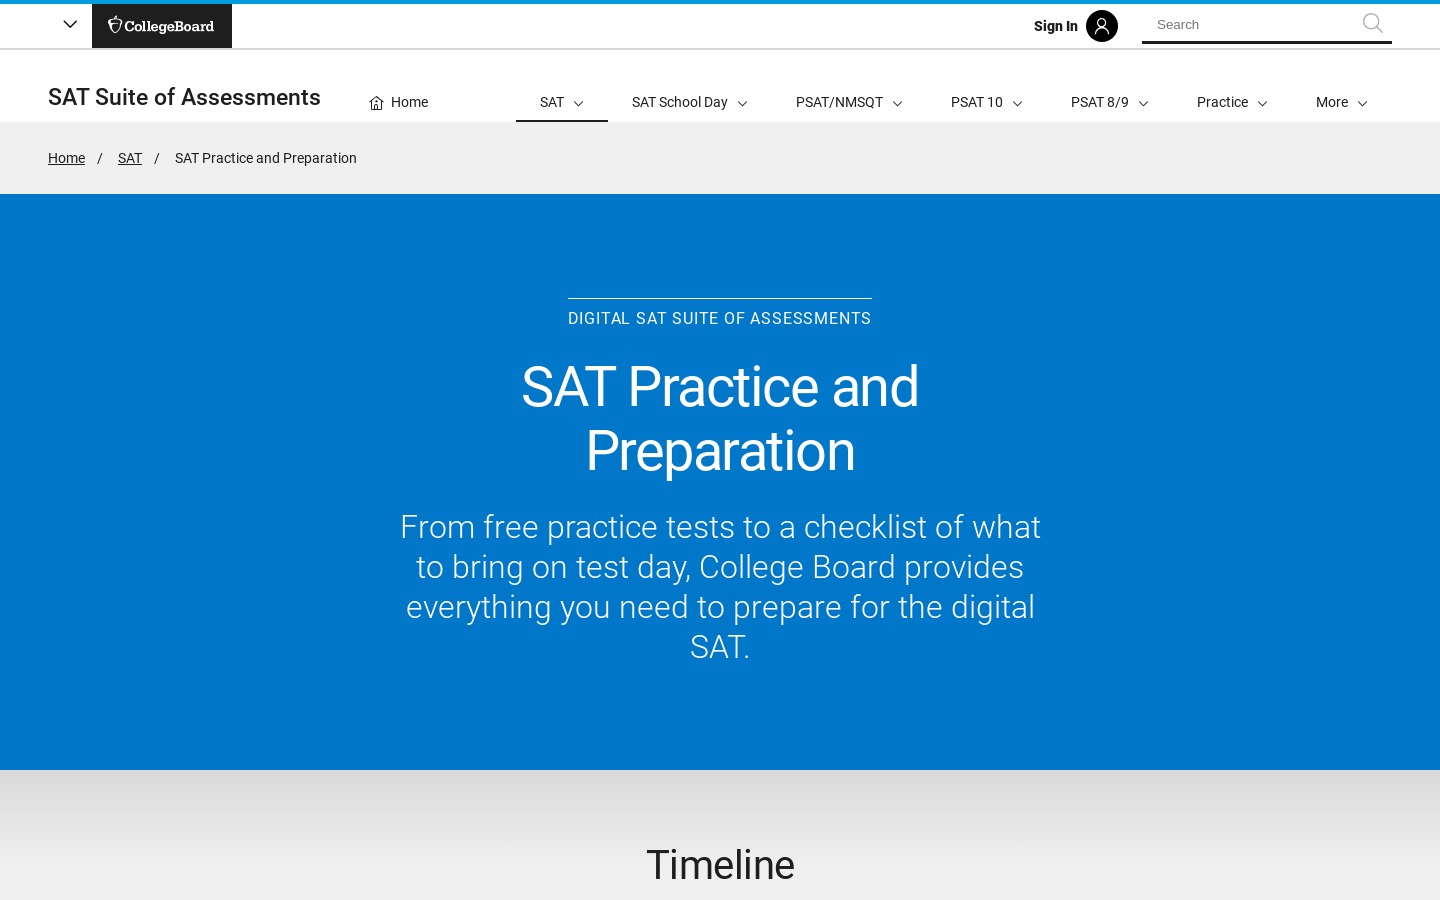 CollegeBoard
Sign In
Search
SAT Suite of Assessments
Home
SAT
SAT School Day
PSAT/NMSQT
PSAT 10
PSAT 8/9
Practice
More
Home / SAT / SAT Practice and Preparation
DIGITAL SAT SUITE OF ASSESSMENTS
SAT Practice and
Preparation
From free practice tests to a checklist of what
to bring on test day, College Board provides
everything you need to prepare for the digital
SAT.
Timeline